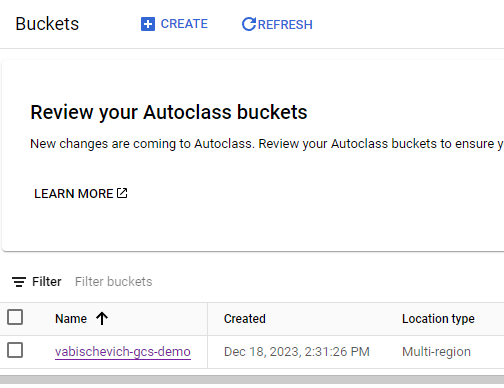 Buckets CREATE REFRESH
Review your Autoclass buckets
New changes are coming to Autoclass. Review your Autoclass buckets to ensure
LEARN MORE
Filter Filter buckets
Name Created Location type
vabischevich-gcs-demo Dec 18, 2023, 2:31:26 PM Multi-region